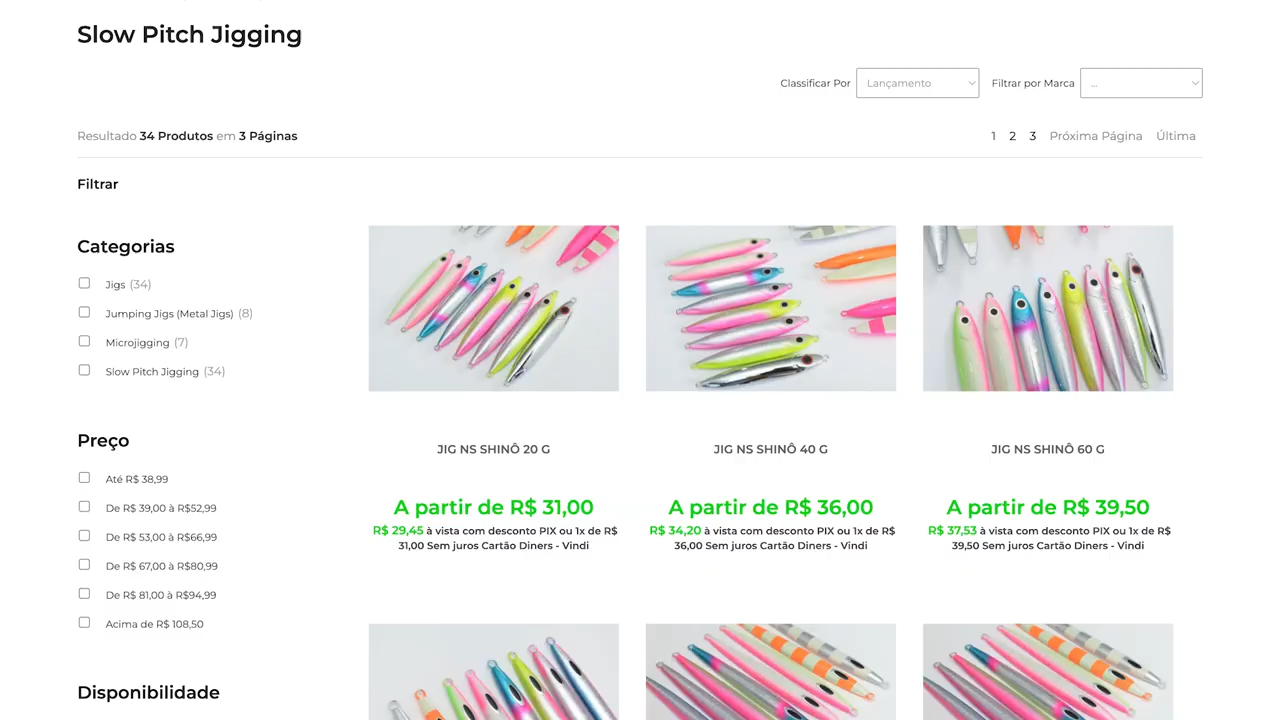 Slow Pitch Jigging
Classificar Por Lançamento Filtrar por Marca ...
Resultado 34 Produtos em 3 Páginas 1 2 3 Próxima Página Última
Filtrar
Categorias
Jigs (34)
Jumping Jigs (Metal Jigs) (8)
Microjigging (7)
Slow Pitch Jigging (34)
Preço
Até R$ 38,99
De R$ 39,00 à R$52,99
De R$ 53,00 à R$66,99
De R$ 67,00 à R$80,99
De R$ 81,00 à R$94,99
Acima de R$ 108,50
Disponibilidade
JIG NS SHINÔ 20 G
A partir de R$ 31,00
R$ 29,45 à vista com desconto PIX ou 1x de R$
31,00 Sem juros Cartão Diners - Vindi
JIG NS SHINÔ 40 G
A partir de R$ 36,00
R$ 34,20 à vista com desconto PIX ou 1x de R$
36,00 Sem juros Cartão Diners - Vindi
JIG NS SHINÔ 60 G
A partir de R$ 39,50
R$ 37,53 à vista com desconto PIX ou 1x de R$
39,50 Sem juros Cartão Diners - Vindi